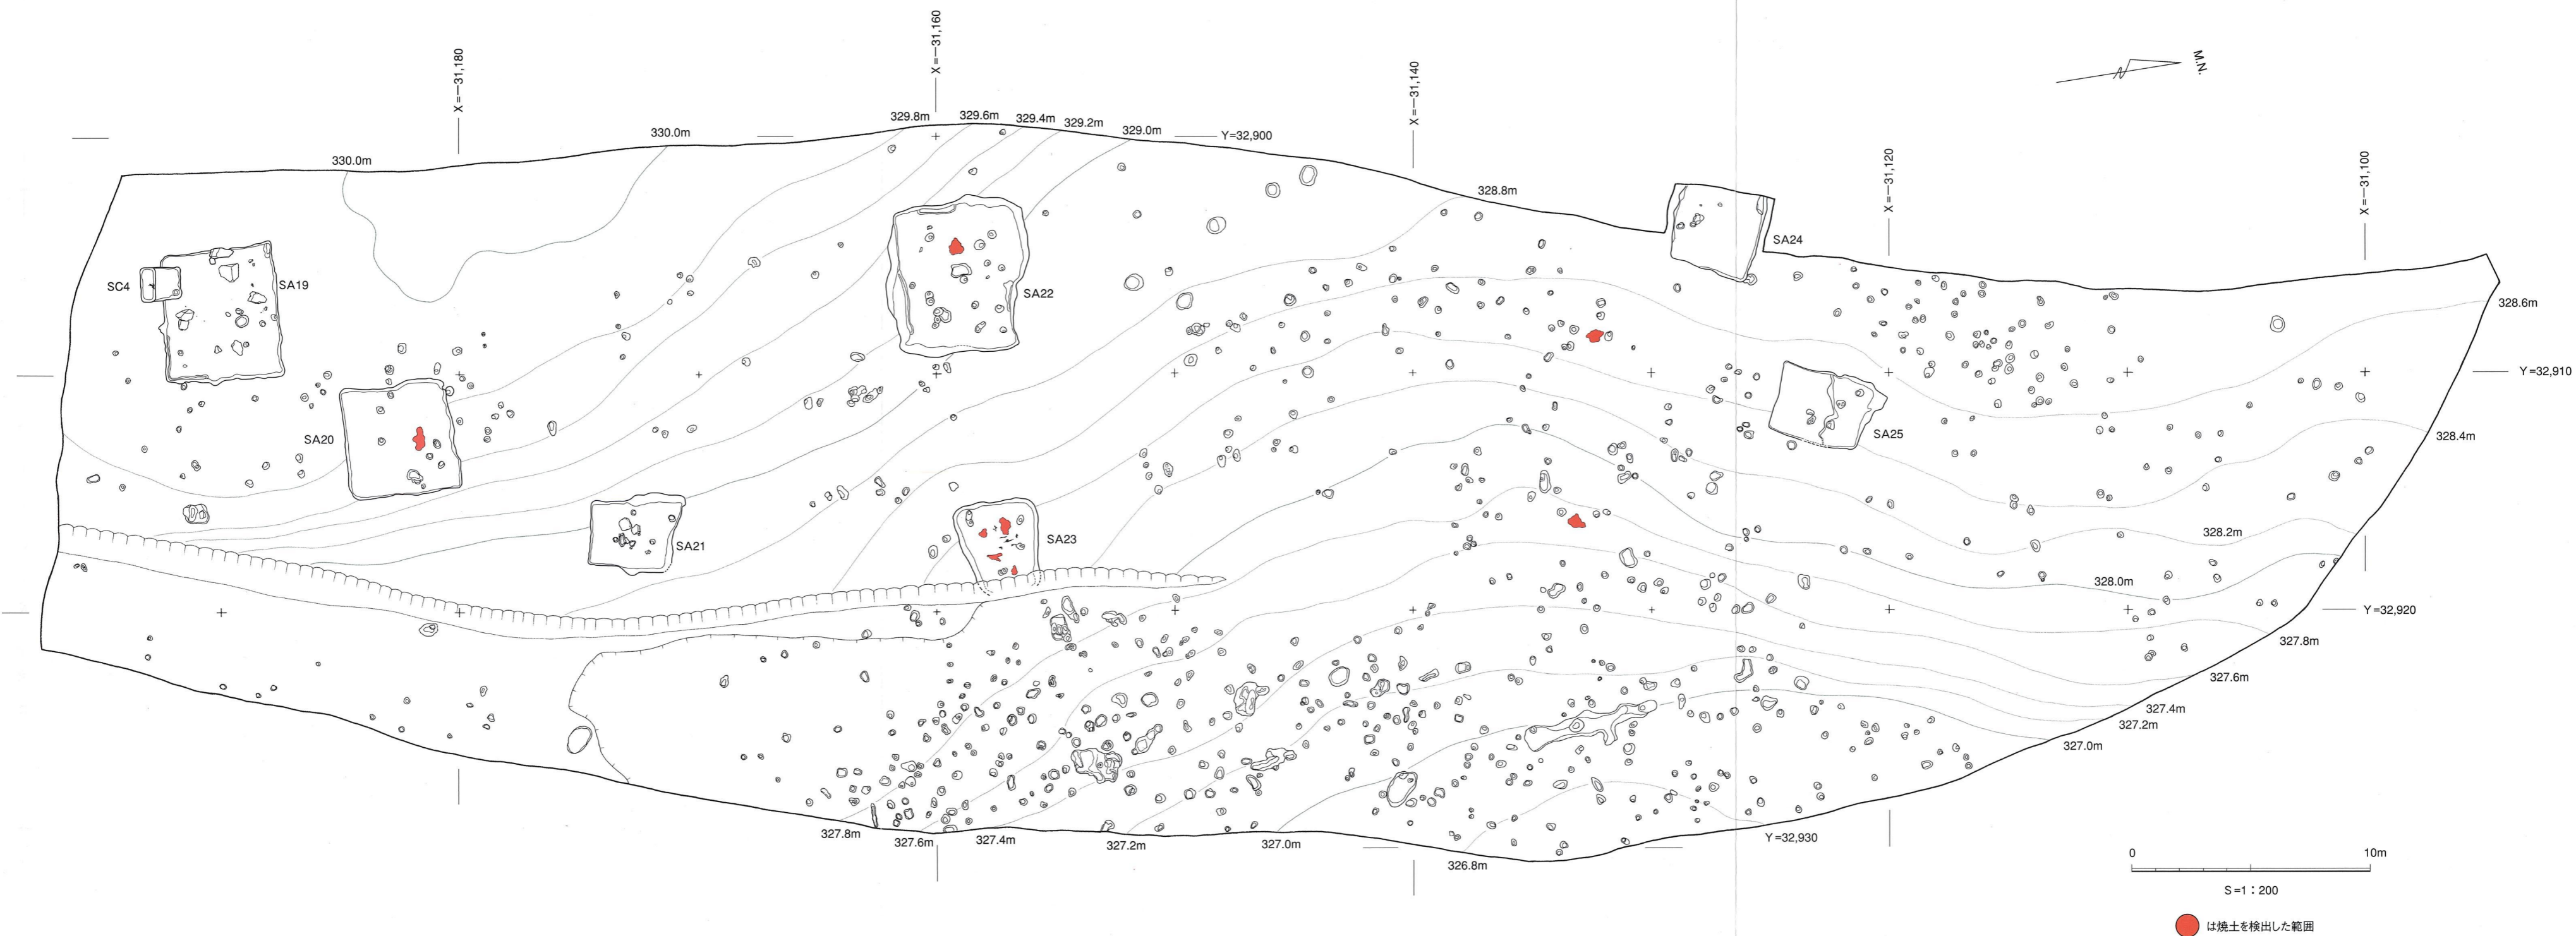 X=−31,180
X=−31,160
X=−31,140
X=−31,120
X=−31,100
M.N.
330.0m
330.0m
329.8m
329.6m
329.4m
329.2m
329.0m
Y=32,900
328.8m
SA24
SC4
SA19
SA22
328.6m
Y=32,910
SA20
SA25
328.4m
SA21
SA23
328.2m
328.0m
Y=32,920
327.8m
327.6m
327.4m
327.2m
327.0m
327.8m
327.6m
327.4m
327.2m
327.0m
326.8m
Y=32,930
0 10m
S=1：200
は焼土を検出した範囲